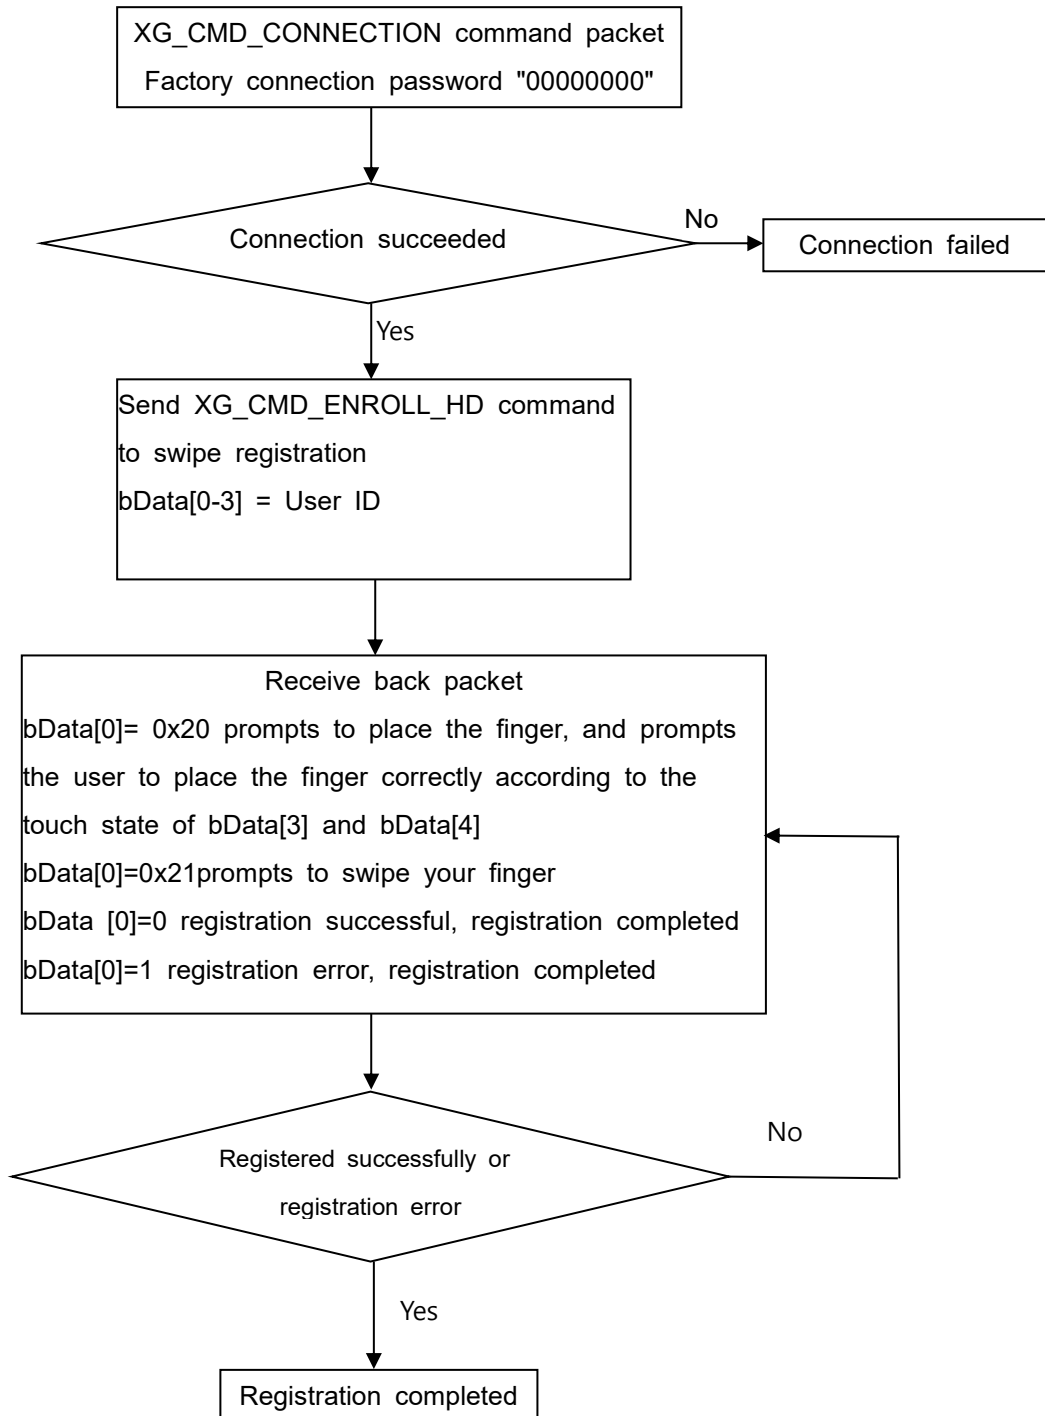 XG_CMD_CONNECTION command packet
Factory connection password "00000000"
Connection succeeded
No
Connection failed
Yes
Send XG_CMD_ENROLL_HD command
to swipe registration
bData[0-3] = User ID
Receive back packet
bData[0]= 0x20 prompts to place the finger, and prompts
the user to place the finger correctly according to the
touch state of bData[3] and bData[4]
bData[0]=0x21prompts to swipe your finger
bData [0]=0 registration successful, registration completed
bData[0]=1 registration error, registration completed
Registered successfully or
registration error
No
Yes
Registration completed